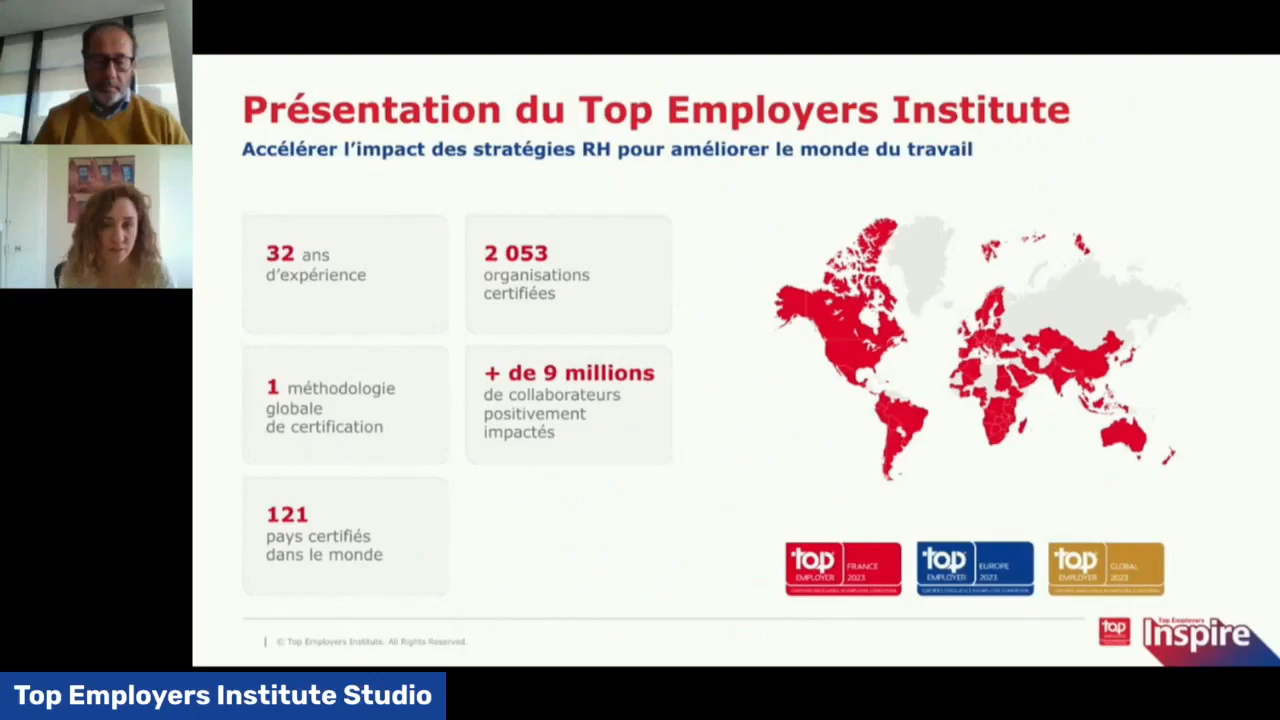 Présentation du Top Employers Institute
Accélérer l'impact des stratégies RH pour améliorer le monde du travail
32 ans
d'expérience
2 053
organisations
certifiées
1 méthodologie
globale
de certification
+ de 9 millions
de collaborateurs
positivement
impactés
121
pays certifiés
dans le monde
top
EMPLOYER
FRANCE
2023
top
EMPLOYER
EUROPE
2023
top
EMPLOYER
GLOBAL
2023
© Top Employers Institute. All Rights Reserved.
top
Top Employers
Inspire
Top Employers Institute Studio